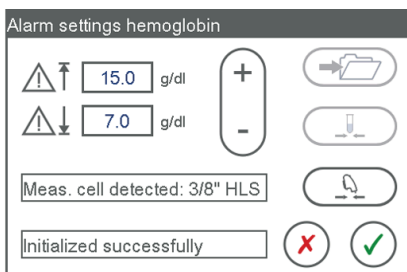 Alarm settings hemoglobin
15.0 g/dl
7.0 g/dl
+
-
Meas. cell detected: 3/8" HLS
Initialized successfully